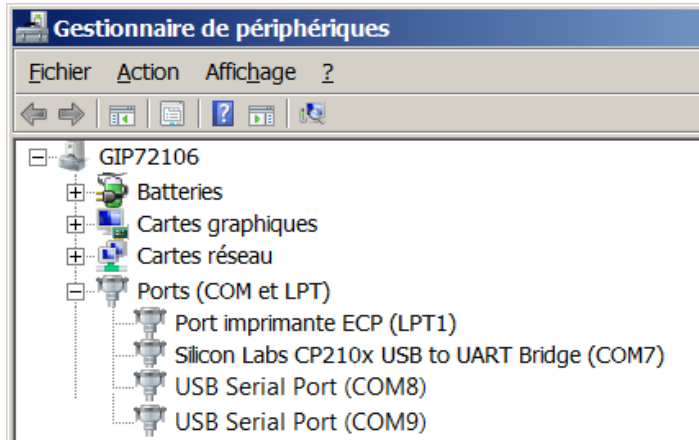 Gestionnaire de périphériques
Fichier Action Affichage ?
GIP72106
Batteries
Cartes graphiques
Cartes réseau
Ports (COM et LPT)
Port imprimante ECP (LPT1)
Silicon Labs CP210x USB to UART Bridge (COM7)
USB Serial Port (COM8)
USB Serial Port (COM9)